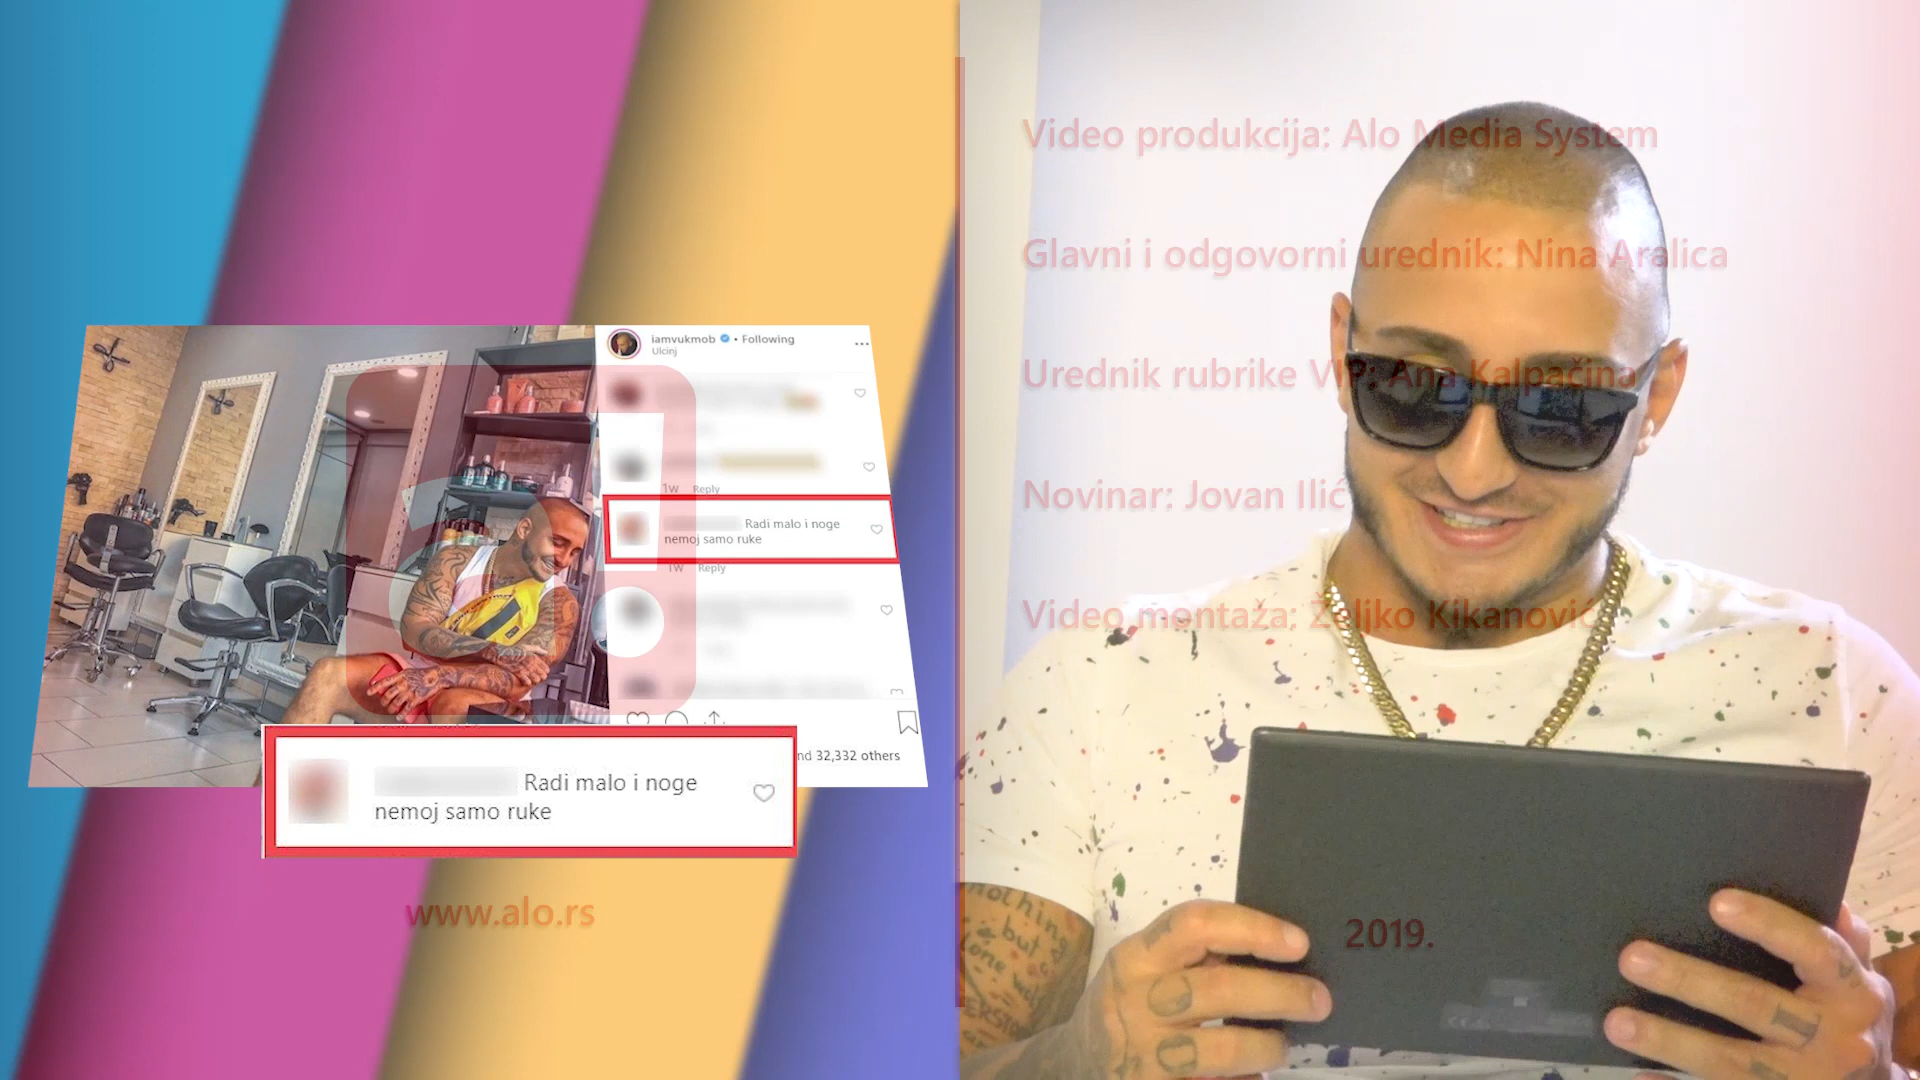 iamvukmob • Following
Ulcinj
1w Reply
Radi malo i noge
nemoj samo ruke
1W Reply
32,332 others
Radi malo i noge
nemoj samo ruke
www.alo.rs
Video produkcija: Alo Media System
Glavni i odgovorni urednik: Nina Aralica
Urednik rubrike VIP: Ana Kalpačina
Novinar: Jovan Ilić
Video montaža: Željko Kikanović
2019.
nothing
but